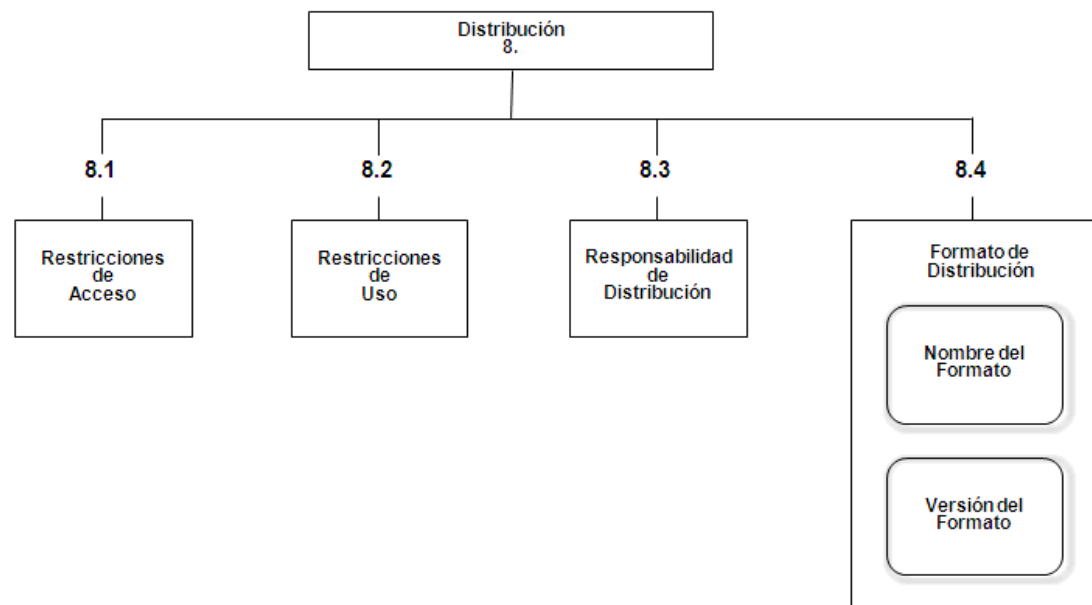 Distribución
8.
8.1
8.2
8.3
8.4
Restricciones
de
Acceso
Restricciones
de
Uso
Responsabilidad
de
Distribución
Formato de
Distribución
Nombre del
Formato
Versión del
Formato